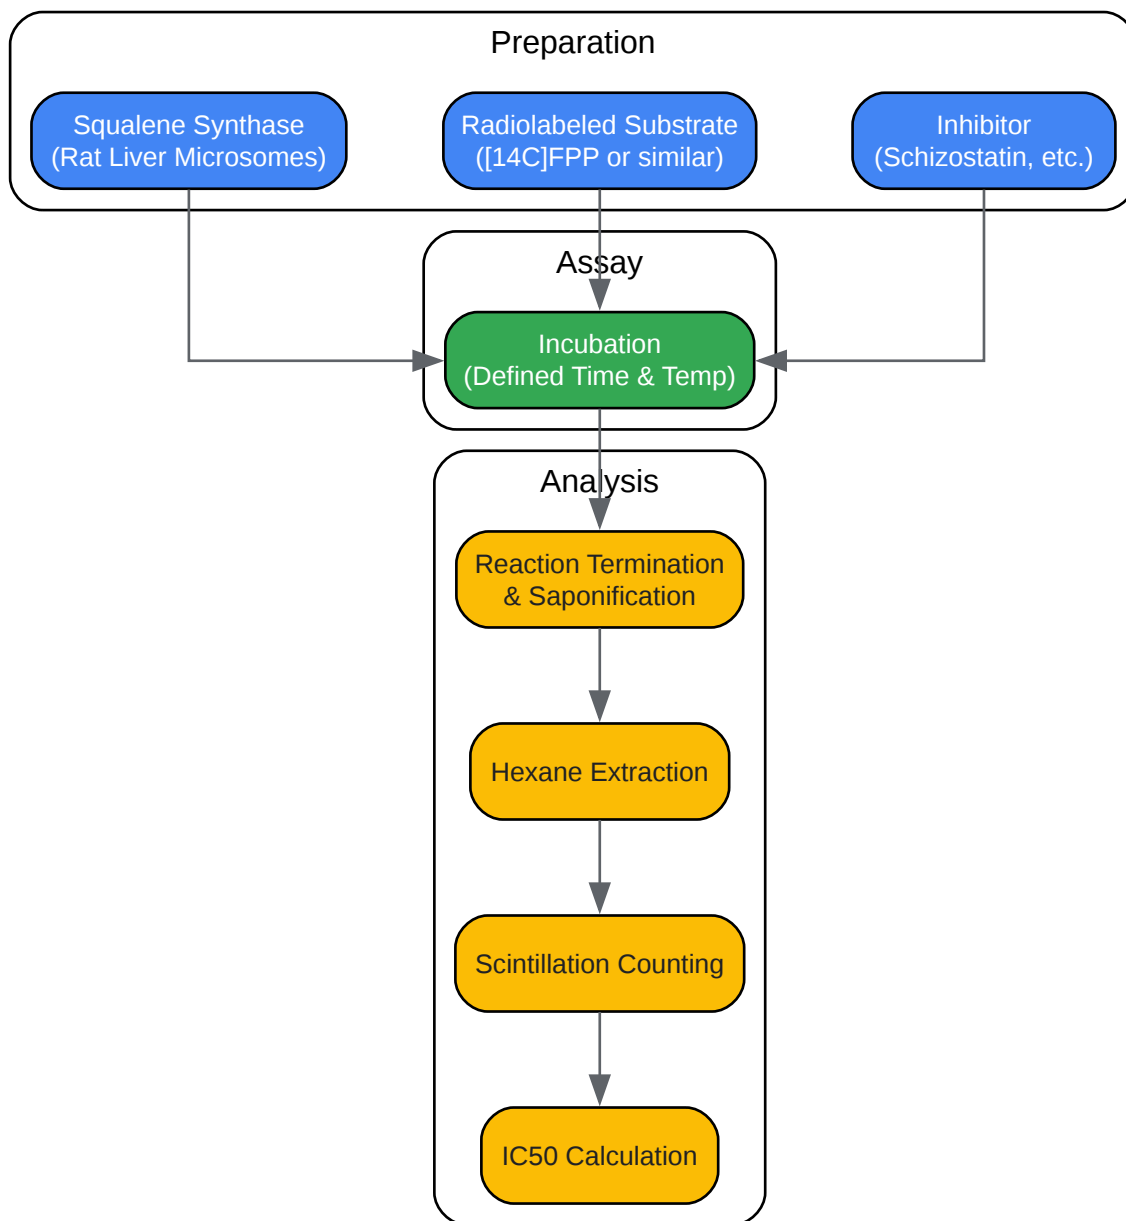 Preparation
Squalene Synthase
(Rat Liver Microsomes)
Radiolabeled Substrate
([14C]FPP or similar)
Inhibitor
(Schizostatin, etc.)
Assay
Incubation
(Defined Time & Temp)
Analysis
Reaction Termination
& Saponification
Hexane Extraction
Scintillation Counting
IC50 Calculation